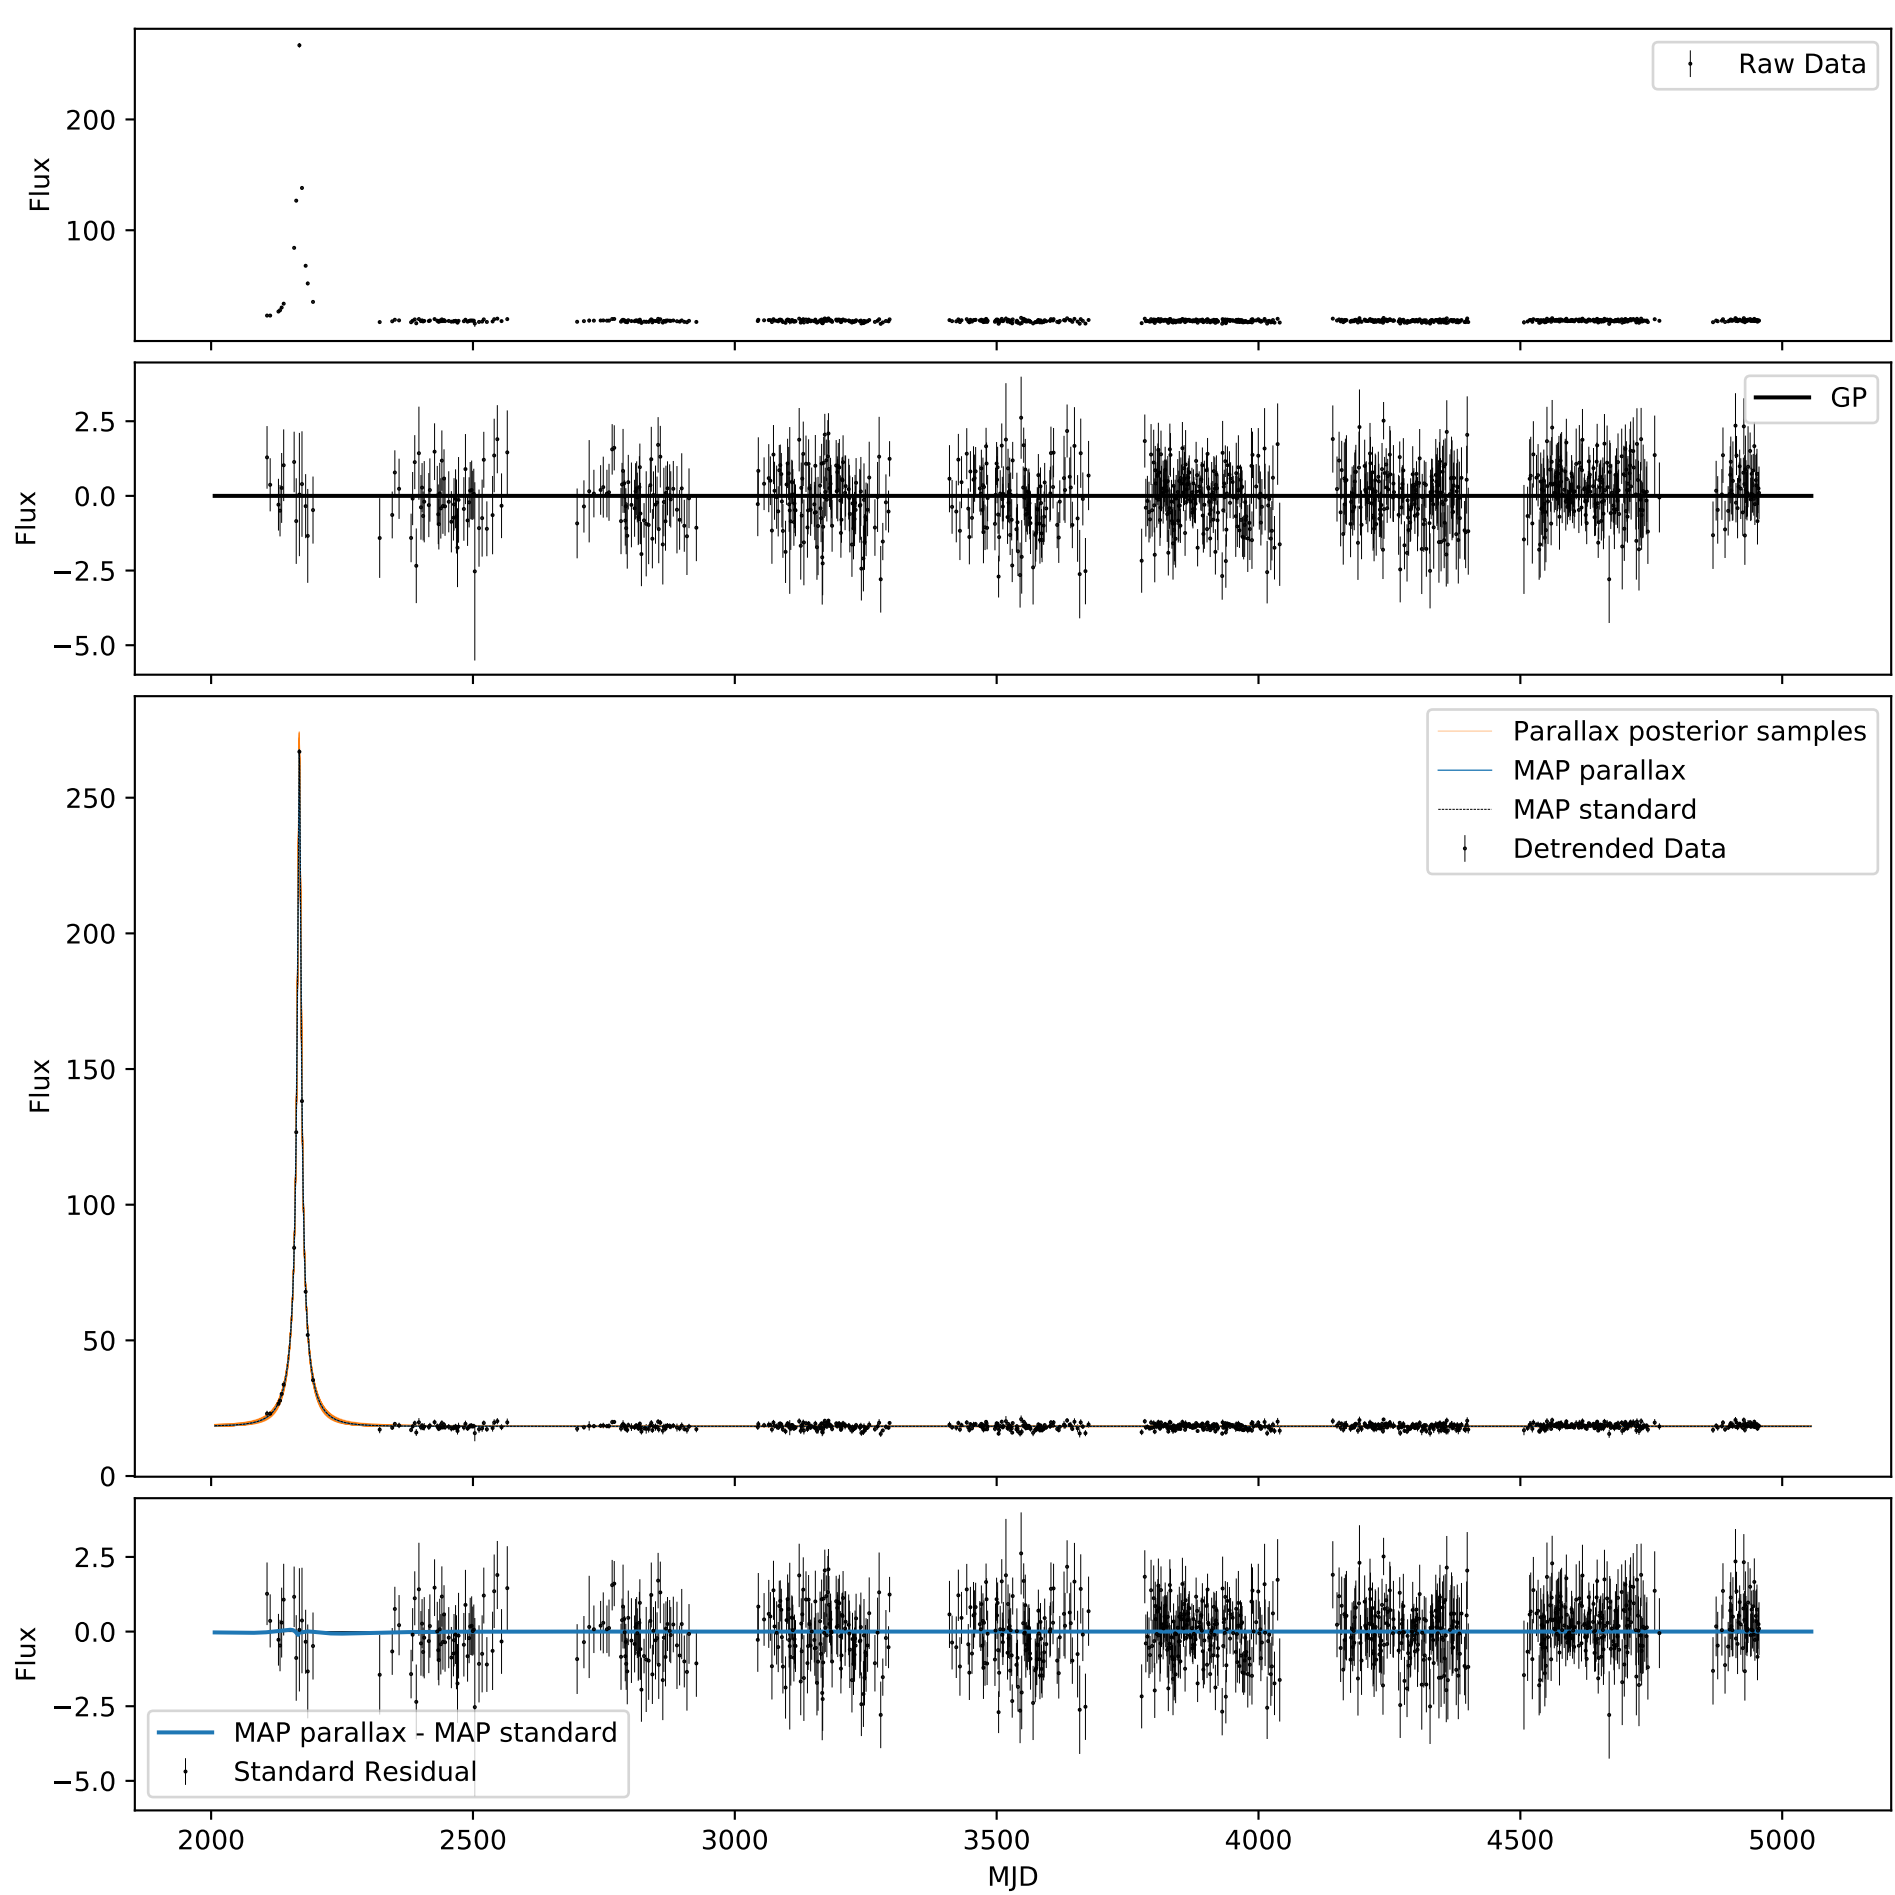 Raw Data
200
100
Flux
GP
2.5
0.0
−2.5
−5.0
Flux
Parallax posterior samples
MAP parallax
MAP standard
Detrended Data
250
200
150
100
50
0
Flux
2.5
0.0
−2.5
−5.0
Flux
MAP parallax - MAP standard
Standard Residual
2000 2500 3000 3500 4000 4500 5000
MJD